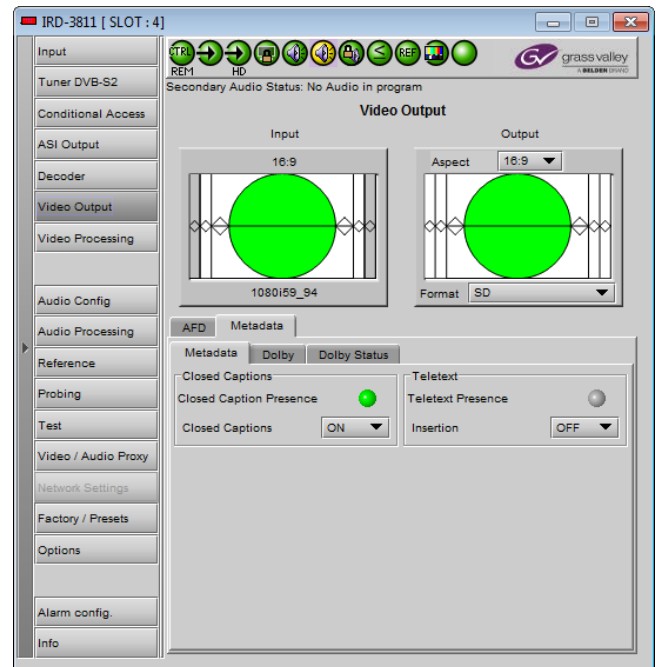 IRD-3811 [ SLOT : 4]
Input
Tuner DVB-S2
Conditional Access
ASI Output
Decoder
Video Output
Video Processing
Audio Config
Audio Processing
Reference
Probing
Test
Video / Audio Proxy
Network Settings
Factory / Presets
Options
Alarm config.
Info
CTRL
REF
REM
HD
GV grass valley
A BELDEN BRAND
Secondary Audio Status: No Audio in program
Video Output
Input
Output
16:9
Aspect 16:9
1080i59_94
Format SD
AFD Metadata
Metadata Dolby Dolby Status
Closed Captions
Closed Caption Presence
Closed Captions ON
Teletext
Teletext Presence
Insertion OFF